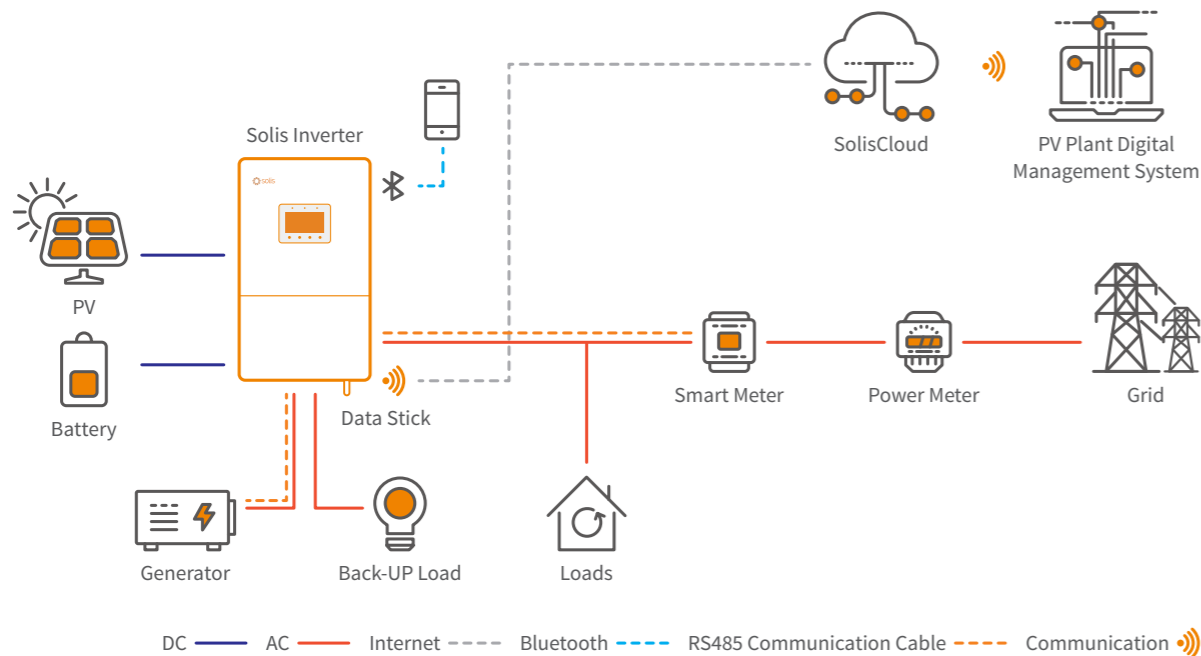 Solis Inverter
solis
SolisCloud
PV Plant Digital
Management System
PV
Battery
Data Stick
Smart Meter
Power Meter
Grid
Generator
Back-UP Load
Loads
DC
AC
Internet
Bluetooth
RS485 Communication Cable
Communication